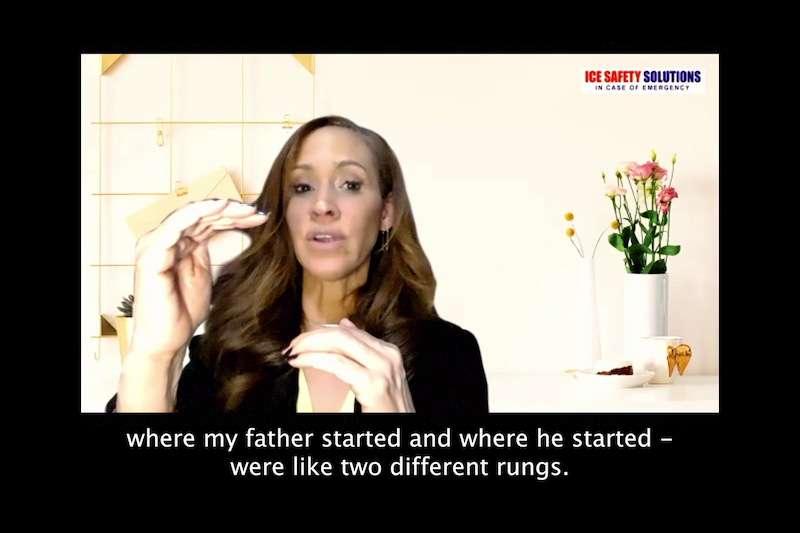 ICE SAFETY SOLUTIONS
IN CASE OF EMERGENCY
where my father started and where he started –
were like two different rungs.